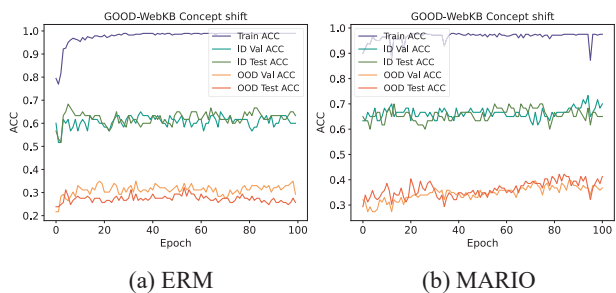 GOOD-WebKB Concept shift
1.0
0.9
0.8
0.7
0.6
0.5
0.4
0.3
0.2
ACC
Train ACC
ID Val ACC
ID Test ACC
OOD Val ACC
OOD Test ACC
0 20 40 60 80 100
Epoch
(a) ERM
GOOD-WebKB Concept shift
1.0
0.9
0.8
0.7
0.6
0.5
0.4
0.3
ACC
Train ACC
ID Val ACC
ID Test ACC
OOD Val ACC
OOD Test ACC
0 20 40 60 80 100
Epoch
(b) MARIO